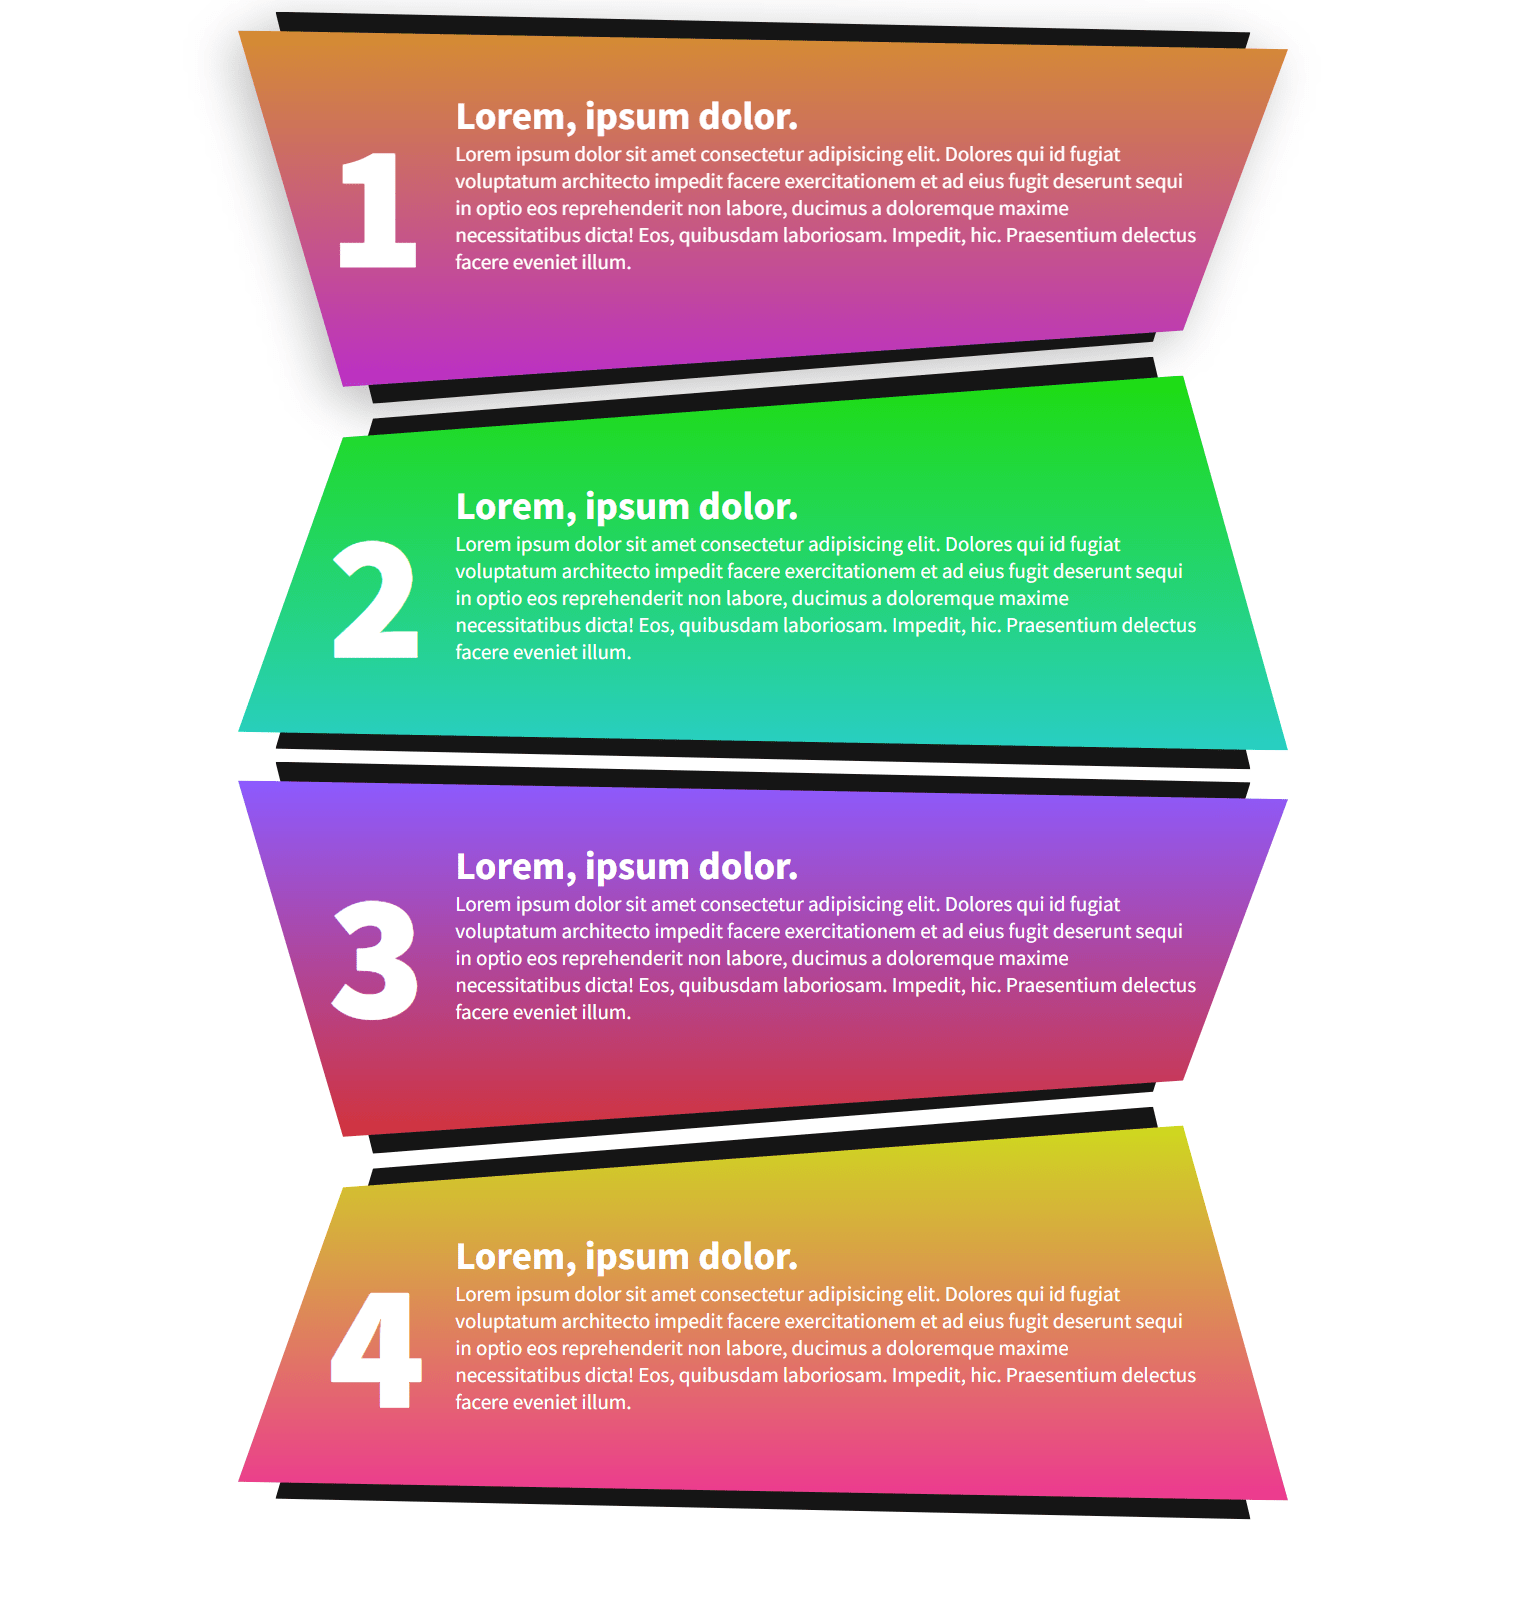 Lorem, ipsum dolor.
1
Lorem ipsum dolor sit amet consectetur adipisicing elit. Dolores qui id fugiat
voluptatum architecto impedit facere exercitationem et ad eius fugit deserunt sequi
in optio eos reprehenderit non labore, ducimus a doloremque maxime
necessitatibus dicta! Eos, quibusdam laboriosam. Impedit, hic. Praesentium delectus
facere eveniet illum.
Lorem, ipsum dolor.
2
Lorem ipsum dolor sit amet consectetur adipisicing elit. Dolores qui id fugiat
voluptatum architecto impedit facere exercitationem et ad eius fugit deserunt sequi
in optio eos reprehenderit non labore, ducimus a doloremque maxime
necessitatibus dicta! Eos, quibusdam laboriosam. Impedit, hic. Praesentium delectus
facere eveniet illum.
Lorem, ipsum dolor.
3
Lorem ipsum dolor sit amet consectetur adipisicing elit. Dolores qui id fugiat
voluptatum architecto impedit facere exercitationem et ad eius fugit deserunt sequi
in optio eos reprehenderit non labore, ducimus a doloremque maxime
necessitatibus dicta! Eos, quibusdam laboriosam. Impedit, hic. Praesentium delectus
facere eveniet illum.
Lorem, ipsum dolor.
4
Lorem ipsum dolor sit amet consectetur adipisicing elit. Dolores qui id fugiat
voluptatum architecto impedit facere exercitationem et ad eius fugit deserunt sequi
in optio eos reprehenderit non labore, ducimus a doloremque maxime
necessitatibus dicta! Eos, quibusdam laboriosam. Impedit, hic. Praesentium delectus
facere eveniet illum.